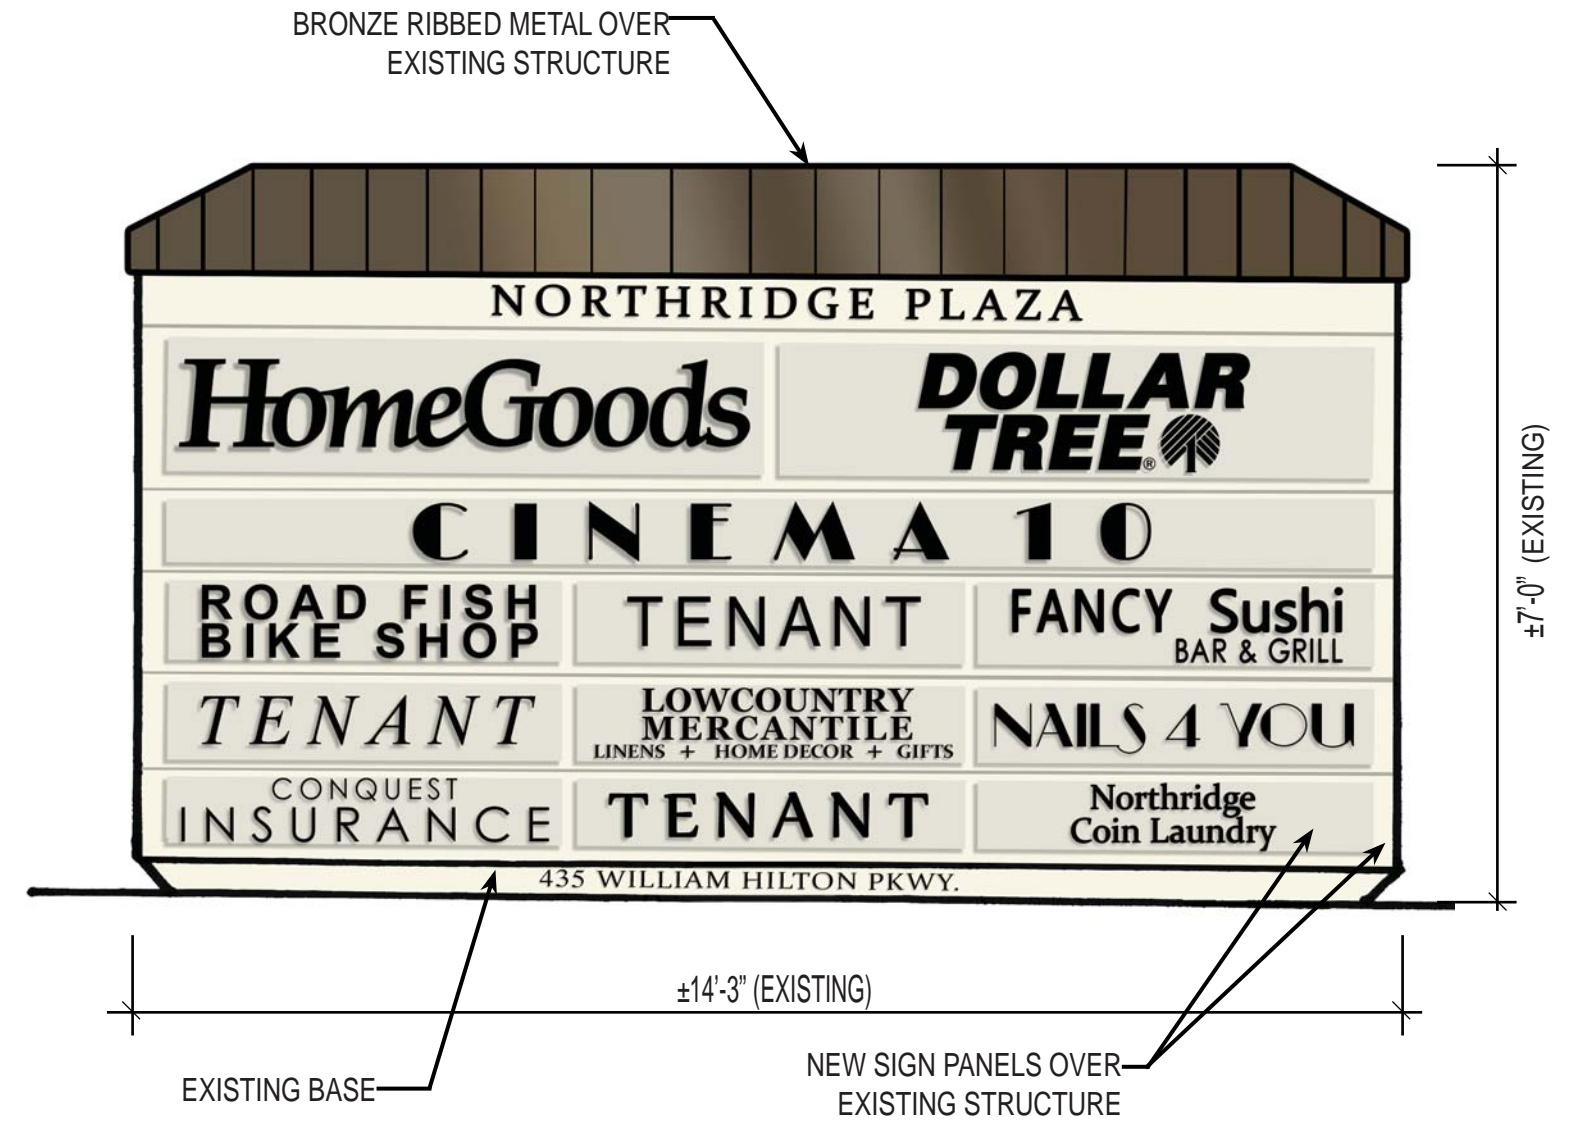 BRONZE RIBBED METAL OVER
EXISTING STRUCTURE
NORTHRIDGE PLAZA
HomeGoods
DOLLAR
TREE®
CINEMA 10
ROAD FISH
BIKE SHOP
TENANT
FANCY Sushi
BAR & GRILL
TENANT
LOWCOUNTRY
MERCANTILE
LINENS + HOME DECOR + GIFTS
NAILS 4 YOU
CONQUEST
INSURANCE
TENANT
Northridge
Coin Laundry
435 WILLIAM HILTON PKWY.
±7'-0" (EXISTING)
±14'-3" (EXISTING)
EXISTING BASE
NEW SIGN PANELS OVER
EXISTING STRUCTURE